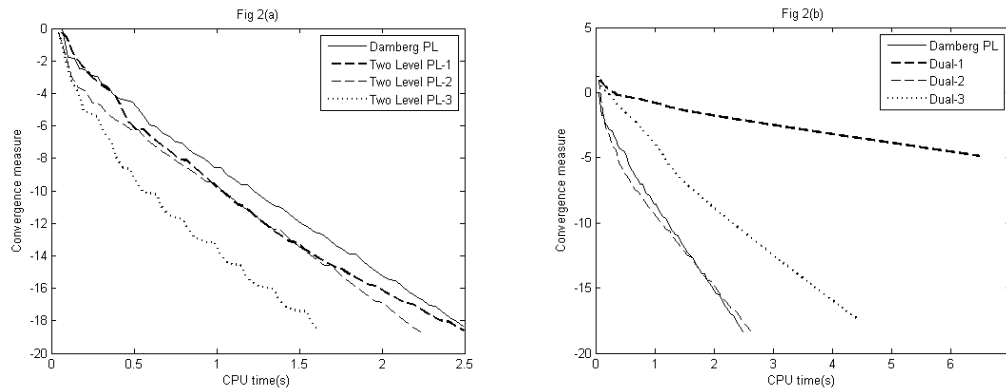 Fig 2(a)
0
-2
-4
-6
-8
-10
-12
-14
-16
-18
-20
0
0.5
1
1.5
2
2.5
Convergence measure
CPU time(s)
Damberg PL
Two Level PL-1
Two Level PL-2
Two Level PL-3
Fig 2(b)
5
0
-5
-10
-15
-20
0
1
2
3
4
5
6
Convergence measure
CPU time(s)
Damberg PL
Dual-1
Dual-2
Dual-3